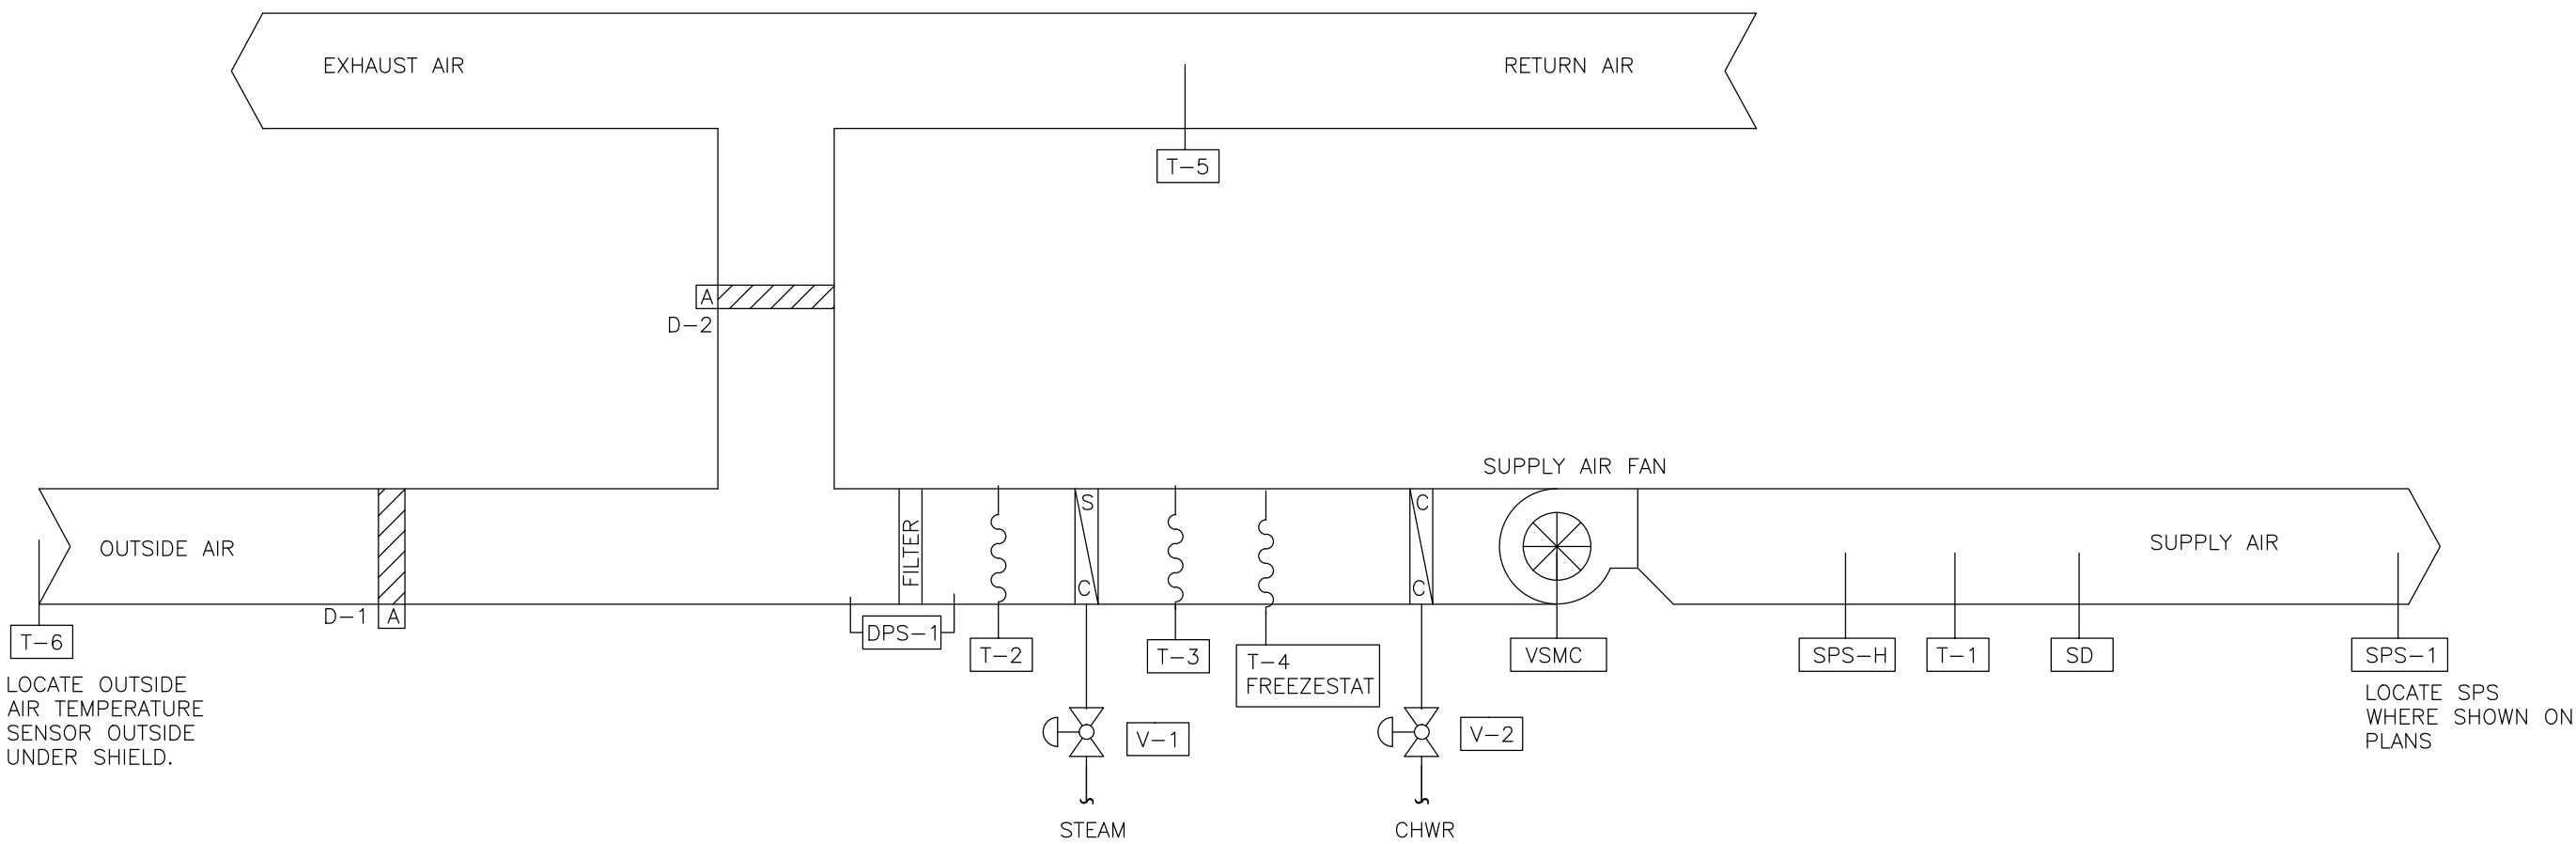 EXHAUST AIR
RETURN AIR
T-5
A
D-2
SUPPLY AIR FAN
OUTSIDE AIR
FILTER
S
C
C
C
SUPPLY AIR
D-1
A
T-6
DPS-1
T-2
T-3
T-4
FREEZESTAT
VSMC
SPS-H
T-1
SD
SPS-1
LOCATE OUTSIDE
AIR TEMPERATURE
SENSOR OUTSIDE
UNDER SHIELD.
LOCATE SPS
WHERE SHOWN ON
PLANS
V-1
V-2
STEAM
CHWR